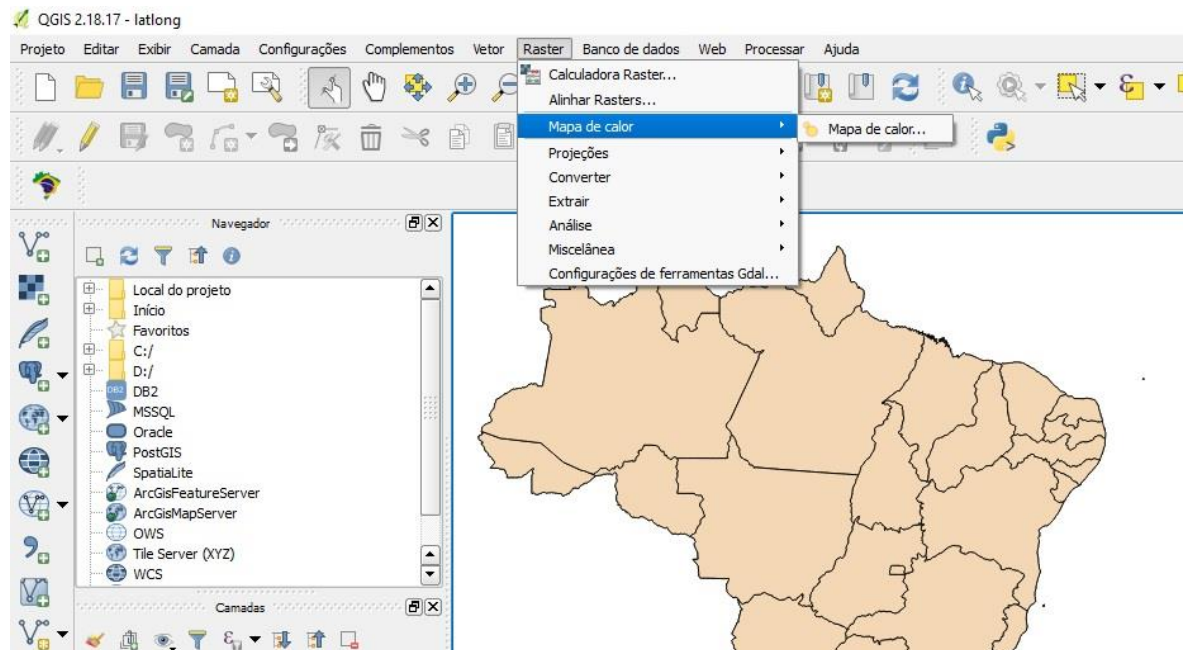 QGIS 2.18.17 - latlong
Projeto Editar Exibir Camada Configurações Complementos Vetor Raster Banco de dados Web Processar Ajuda
Calculadora Raster...
Alinhar Rasters...
Mapa de calor
Mapa de calor...
Projeções
Converter
Extrair
Análise
Miscelânea
Configurações de ferramentas Gdal...
Navegador
Local do projeto
Início
Favoritos
C:/
D:/
DB2
DB2
MSSQL
Oracle
PostGIS
SpatiaLite
ArcGisFeatureServer
ArcGisMapServer
OWS
Tile Server (XYZ)
WCS
Camadas